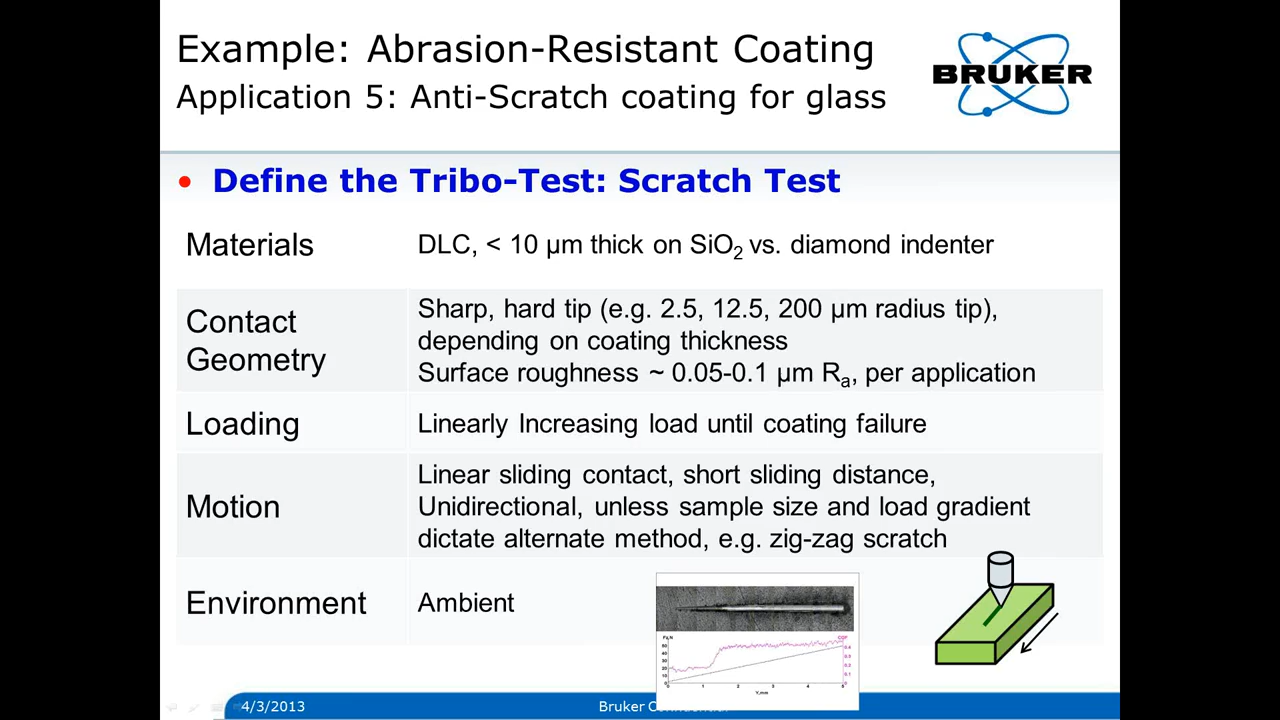 Example: Abrasion-Resistant Coating
Application 5: Anti-Scratch coating for glass
BRUKER
• Define the Tribo-Test: Scratch Test
Materials
DLC, < 10 µm thick on SiO2 vs. diamond indenter
Contact
Geometry
Sharp, hard tip (e.g. 2.5, 12.5, 200 µm radius tip),
depending on coating thickness
Surface roughness ~ 0.05-0.1 µm Ra, per application
Loading
Linearly Increasing load until coating failure
Motion
Linear sliding contact, short sliding distance,
Unidirectional, unless sample size and load gradient
dictate alternate method, e.g. zig-zag scratch
Environment
Ambient
4/3/2013
Bruker